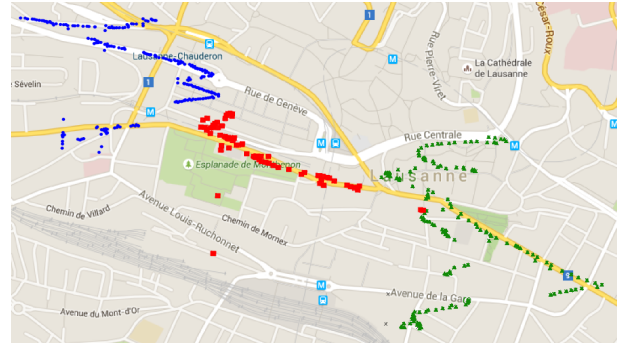 César-Roux
1
Lausanne-Chauderon
Rue Pierre-Viret
La Cathédrale
de Lausanne
M
Sévelin
1
Rue de Genève
M
M
Rue Centrale
M
M
Esplanade de Montbenon
Lausanne
Avenue Louis-Ruchonnet
Chemin de Villard
Chemin de Mornex
9
M
Avenue de la Gare
Avenue du Mont-d'Or